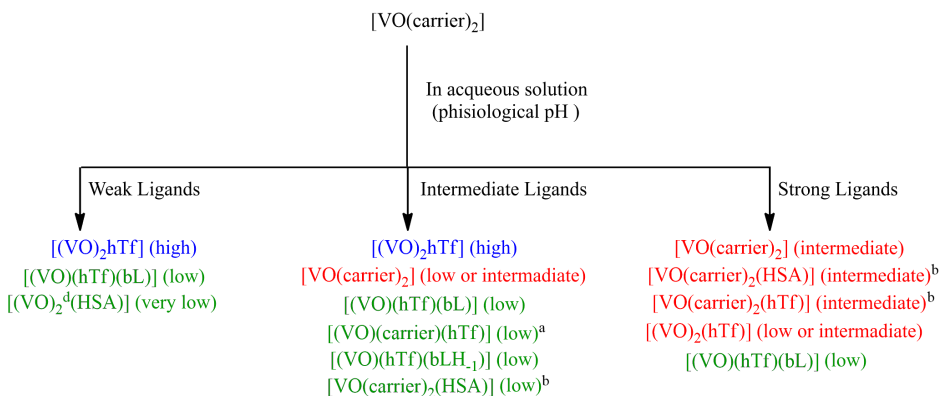 [VO(carrier)₂]
In acqueous solution
(phisiological pH )
Weak Ligands
Intermediate Ligands
Strong Ligands
[(VO)₂hTf] (high)
[(VO)(hTf)(bL)] (low)
[(VO)₂ᵈ(HSA)] (very low)
[(VO)₂hTf] (high)
[VO(carrier)₂] (low or intermadiate)
[(VO)(hTf)(bL)] (low)
[(VO)(carrier)(hTf)] (low)ᵃ
[(VO)(hTf)(bLH₋₁)] (low)
[VO(carrier)₂(HSA)] (low)ᵇ
[VO(carrier)₂] (intermediate)
[VO(carrier)₂(HSA)] (intermediate)ᵇ
[VO(carrier)₂(hTf)] (intermediate)ᵇ
[(VO)₂(hTf)] (low or intermadiate)
[(VO)(hTf)(bL)] (low)